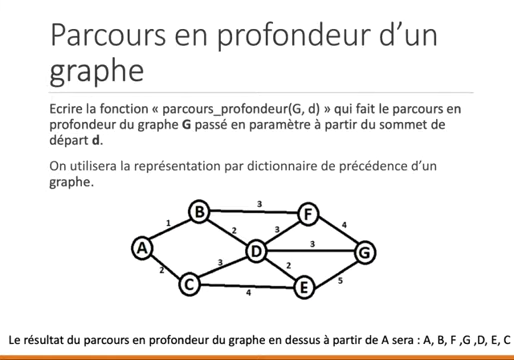 Parcours en profondeur d’un
graphe
Ecrire la fonction « parcours_profondeur(G, d) » qui fait le parcours en
profondeur du graphe G passé en paramètre à partir du sommet de
départ d.
On utilisera la représentation par dictionnaire de précédence d’un
graphe.
3
B
F
1
2
3
4
A
D
3
G
2
3
2
5
C
4
E
Le résultat du parcours en profondeur du graphe en dessus à partir de A sera : A, B, F ,G ,D, E, C